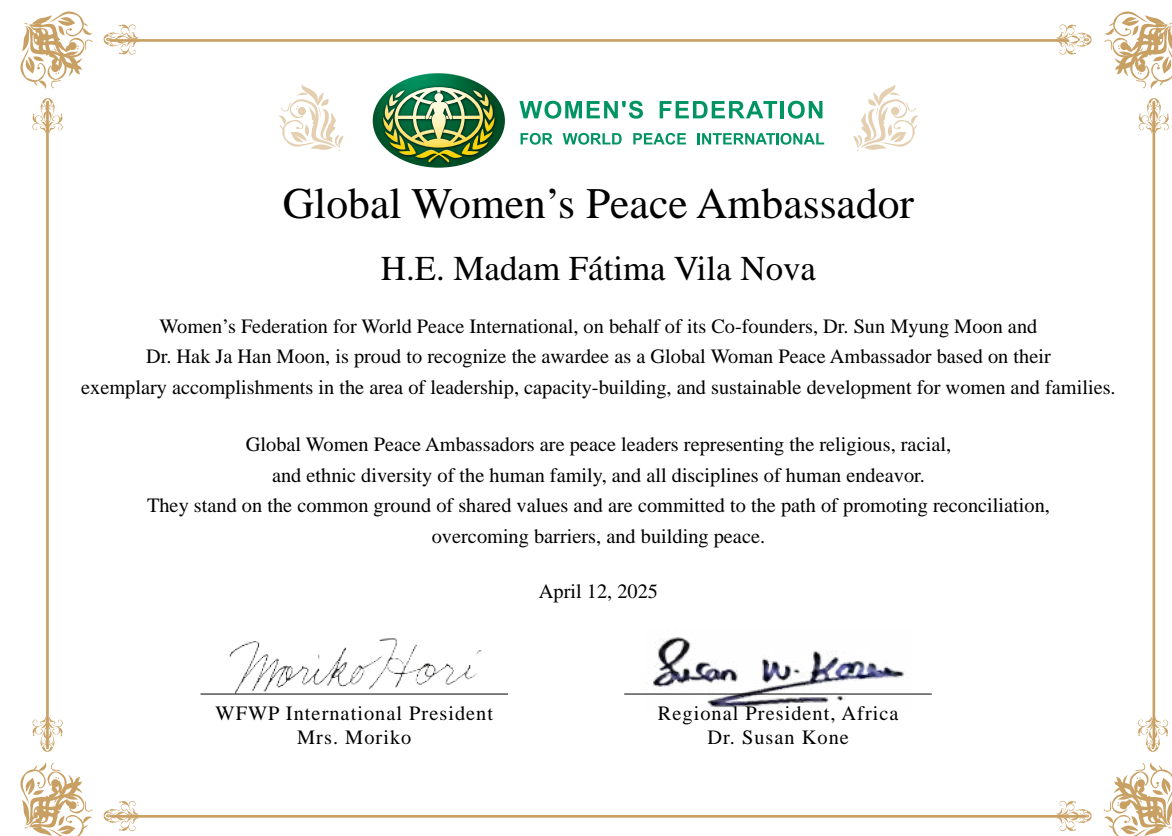 WOMEN'S FEDERATION
FOR WORLD PEACE INTERNATIONAL
Global Women’s Peace Ambassador
H.E. Madam Fátima Vila Nova
Women’s Federation for World Peace International, on behalf of its Co-founders, Dr. Sun Myung Moon and
Dr. Hak Ja Han Moon, is proud to recognize the awardee as a Global Woman Peace Ambassador based on their
exemplary accomplishments in the area of leadership, capacity-building, and sustainable development for women and families.
Global Women Peace Ambassadors are peace leaders representing the religious, racial,
and ethnic diversity of the human family, and all disciplines of human endeavor.
They stand on the common ground of shared values and are committed to the path of promoting reconciliation,
overcoming barriers, and building peace.
April 12, 2025
Moriko Hori
WFWP International President
Mrs. Moriko
Susan W. Kone
Regional President, Africa
Dr. Susan Kone